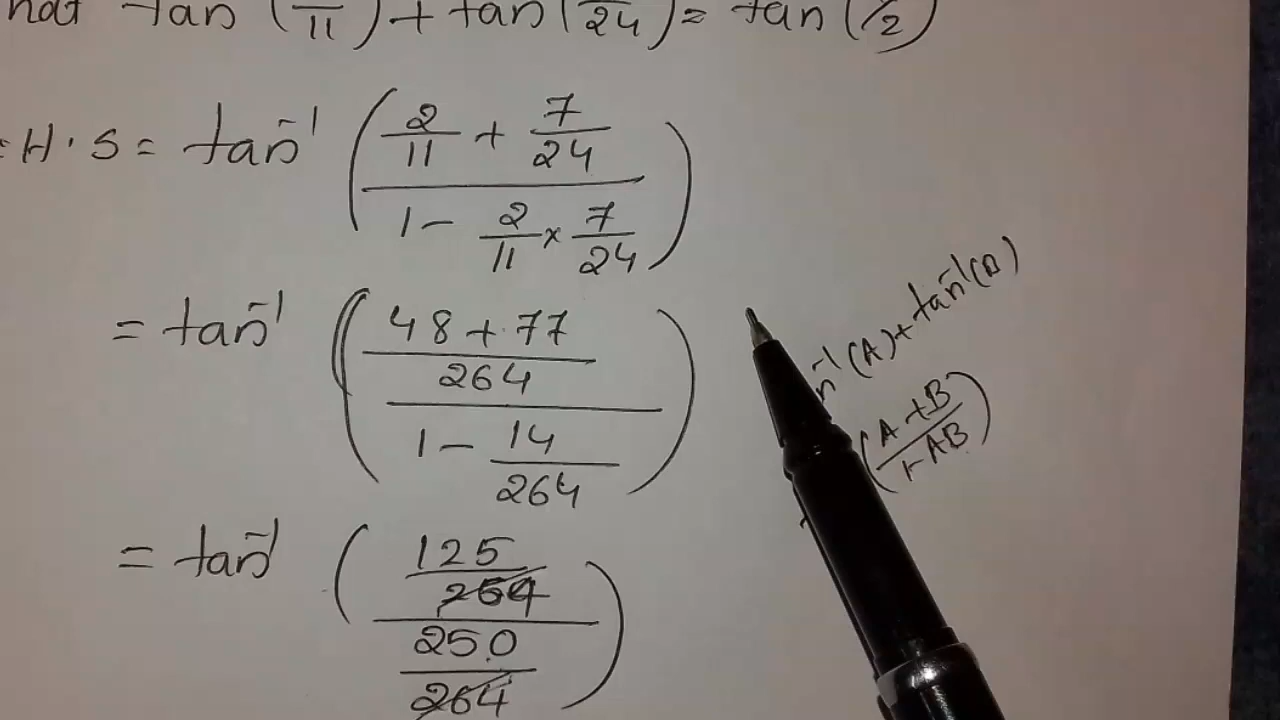 hat tan ( /11 ) + tan ( /24 ) = tan ( /2 )
H.S = tan⁻¹ ( (2/11 + 7/24) / (1 - 2/11 × 7/24) )
= tan⁻¹ ( ((48 + 77)/264) / (1 - 14/264) )
= tan⁻¹ ( (125/264) / (250/264) )
n⁻¹(A) + tan⁻¹(B)
( (A+B) / (1-AB) )